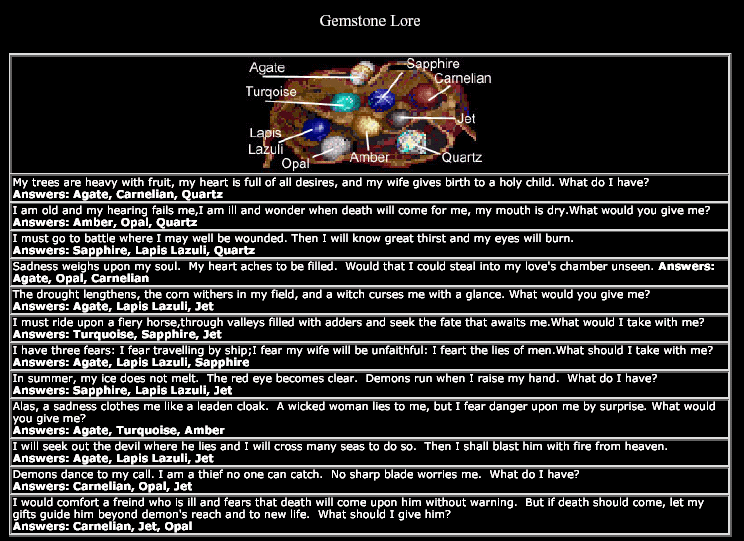 Gemstone Lore
Agate
Sapphire
Carnelian
Turqoise
Jet
Lapis
Lazuli
Opal
Amber
Quartz
My trees are heavy with fruit, my heart is full of all desires, and my wife gives birth to a holy child. What do I have?
Answers: Agate, Carnelian, Quartz
I am old and my hearing fails me,I am ill and wonder when death will come for me, my mouth is dry.What would you give me?
Answers: Amber, Opal, Quartz
I must go to battle where I may well be wounded. Then I will know great thirst and my eyes will burn.
Answers: Sapphire, Lapis Lazuli, Quartz
Sadness weighs upon my soul.  My heart aches to be filled.  Would that I could steal into my love's chamber unseen. Answers:
Agate, Opal, Carnelian
The drought lengthens, the corn withers in my field, and a witch curses me with a glance. What would you give me?
Answers: Agate, Lapis Lazuli, Jet
I must ride upon a fiery horse,through valleys filled with adders and seek the fate that awaits me.What would I take with me?
Answers: Turquoise, Sapphire, Jet
I have three fears: I fear travelling by ship;I fear my wife will be unfaithful: I feart the lies of men.What should I take with me?
Answers: Agate, Lapis Lazuli, Sapphire
In summer, my ice does not melt.  The red eye becomes clear.  Demons run when I raise my hand.  What do I have?
Answers: Sapphire, Lapis Lazuli, Jet
Alas, a sadness clothes me like a leaden cloak.  A wicked woman lies to me, but I fear danger upon me by surprise. What would
you give me?
Answers: Agate, Turquoise, Amber
I will seek out the devil where he lies and I will cross many seas to do so.  Then I shall blast him with fire from heaven.
Answers: Agate, Lapis Lazuli, Jet
Demons dance to my call. I am a thief no one can catch.  No sharp blade worries me.  What do I have?
Answers: Carnelian, Opal, Jet
I would comfort a freind who is ill and fears that death will come upon him without warning.  But if death should come, let my
gifts guide him beyond demon's reach and to new life.  What should I give him?
Answers: Carnelian, Jet, Opal